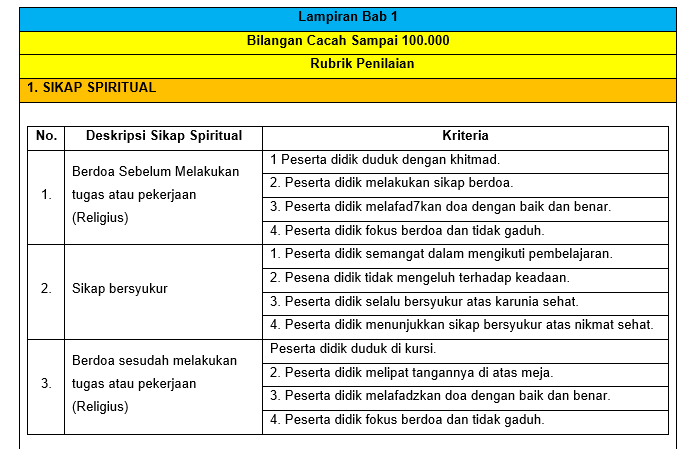 Lampiran Bab 1
Bilangan Cacah Sampai 100.000
Rubrik Penilaian
1. SIKAP SPIRITUAL
No. Deskripsi Sikap Spiritual Kriteria
1. Berdoa Sebelum Melakukan
tugas atau pekerjaan
(Religius)
1 Peserta didik duduk dengan khitmad.
2. Peserta didik melakukan sikap berdoa.
3. Peserta didik melafad7kan doa dengan baik dan benar.
4. Peserta didik fokus berdoa dan tidak gaduh.
2. Sikap bersyukur
1. Peserta didik semangat dalam mengikuti pembelajaran.
2. Pesena didik tidak mengeluh terhadap keadaan.
3. Peserta didik selalu bersyukur atas karunia sehat.
4. Peserta didik menunjukkan sikap bersyukur atas nikmat sehat.
3. Berdoa sesudah melakukan
tugas atau pekerjaan
(Religius)
Peserta didik duduk di kursi.
2. Peserta didik melipat tangannya di atas meja.
3. Peserta didik melafadzkan doa dengan baik dan benar.
4. Peserta didik fokus berdoa dan tidak gaduh.